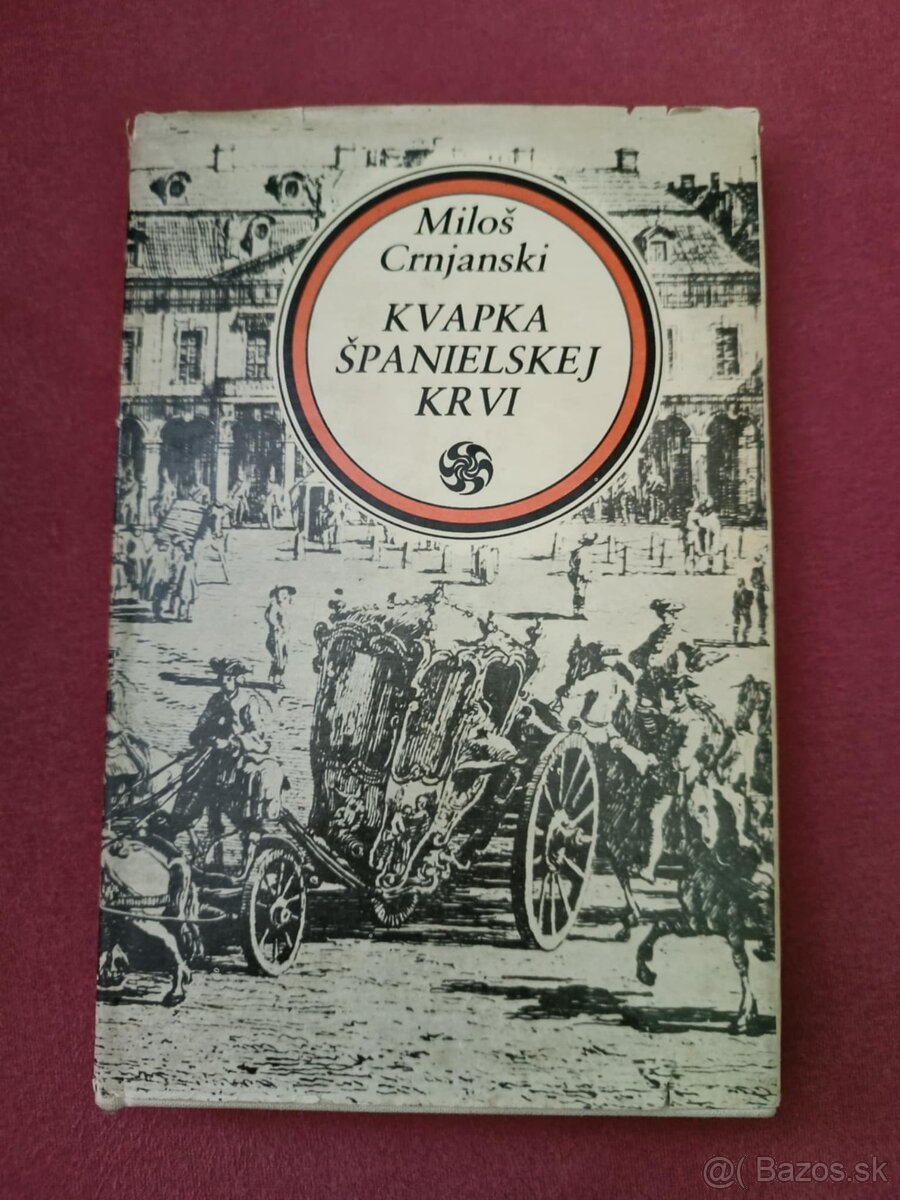 Miloš
Crnjanski
KVAPKA
ŠPANIELSKEJ
KRVI
@( Bazos.sk